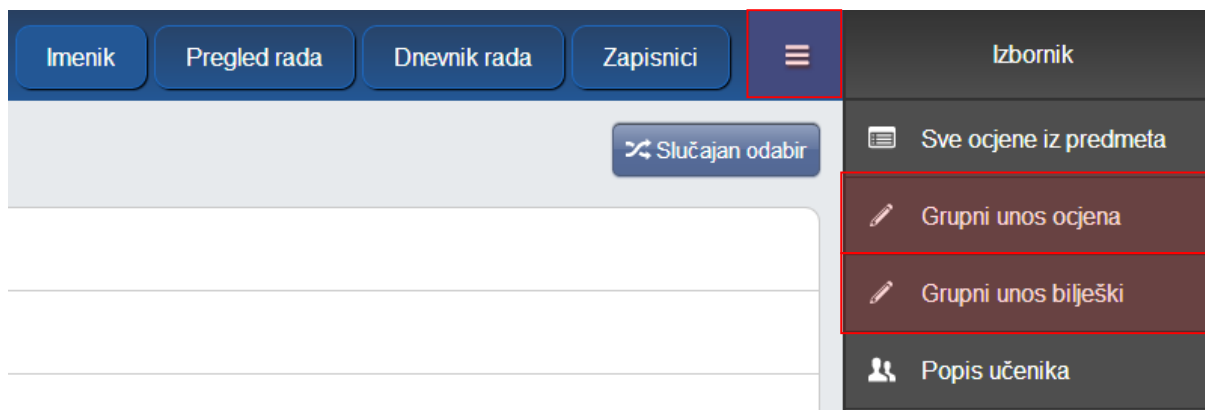 Imenik
Pregled rada
Dnevnik rada
Zapisnici
Izbornik
Slučajan odabir
Sve ocjene iz predmeta
Grupni unos ocjena
Grupni unos bilješki
Popis učenika